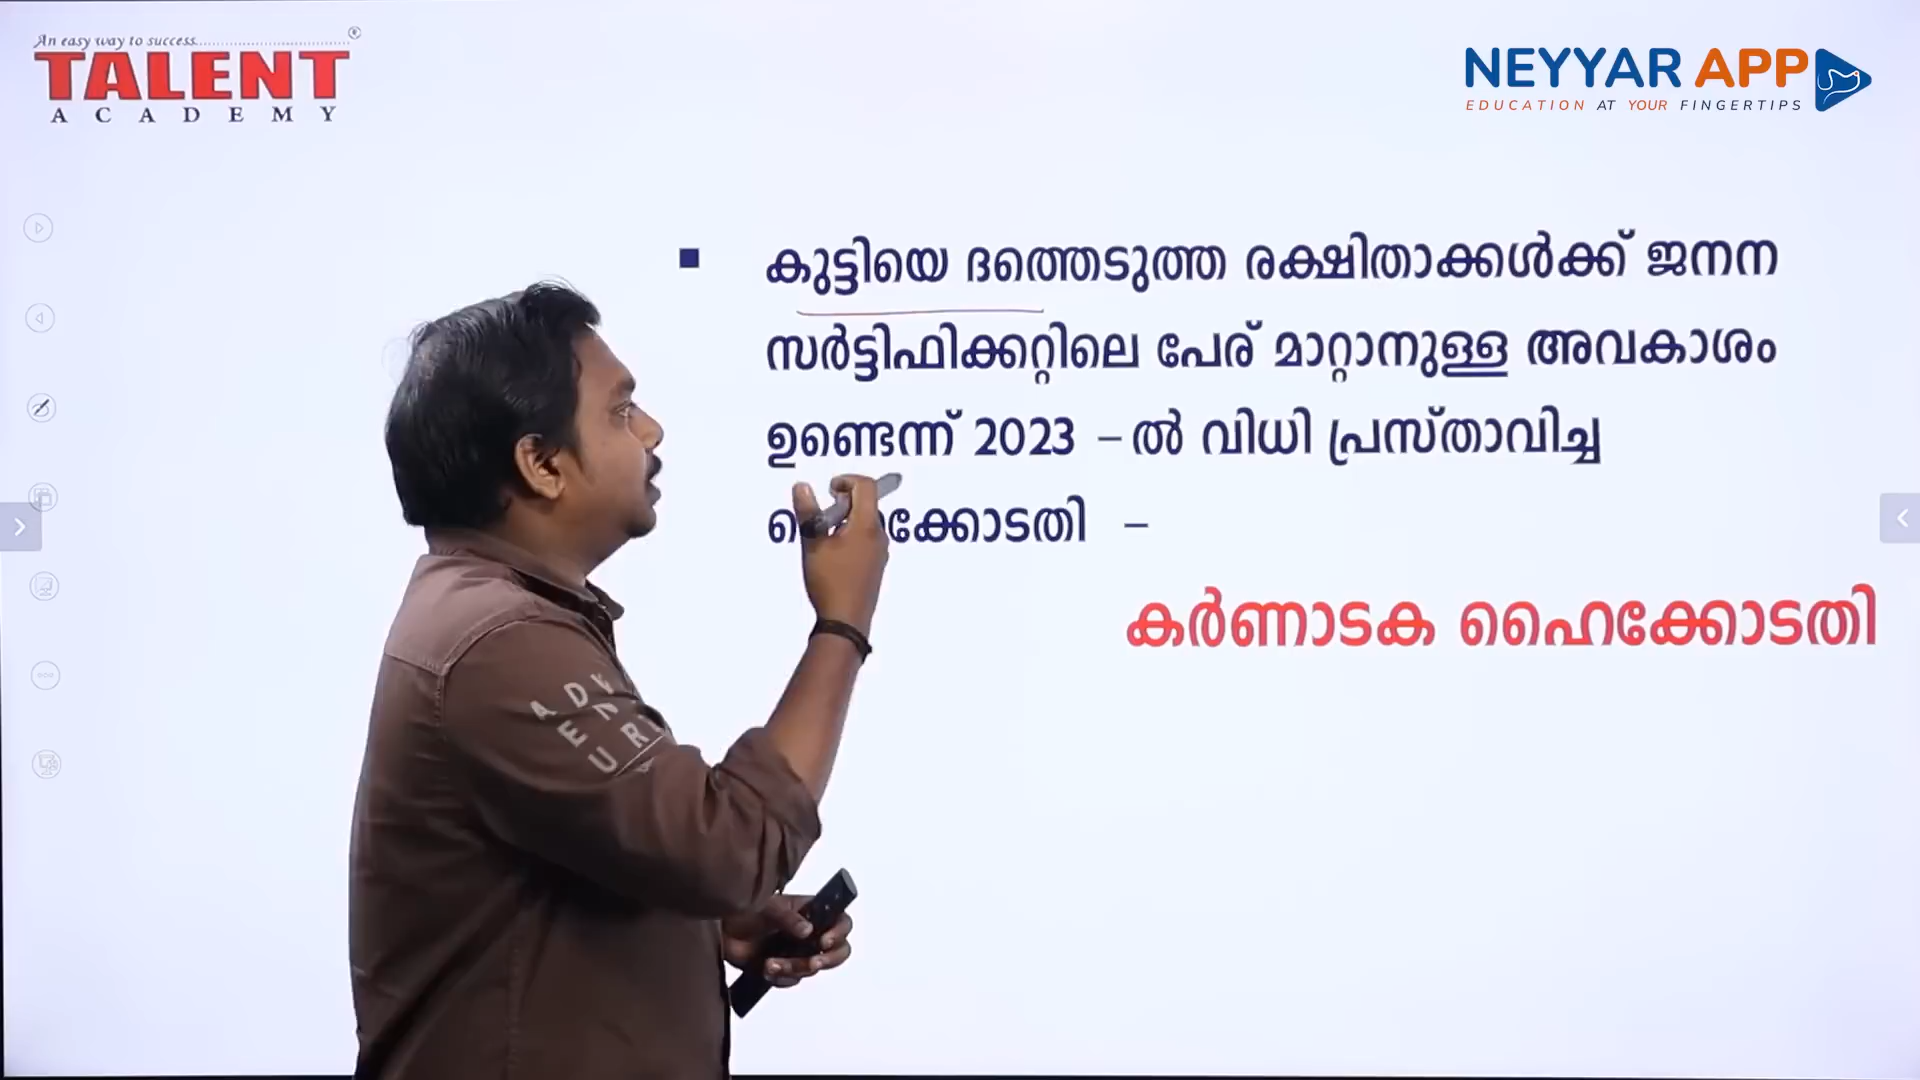 An easy way to success
TALENT
ACADEMY
NEYYAR APP
EDUCATION AT YOUR FINGERTIPS
കുട്ടിയെ ദത്തെടുത്ത രക്ഷിതാക്കൾക്ക് ജനന
സർട്ടിഫിക്കറ്റിലെ പേര് മാറ്റാനുള്ള അവകാശം
ഉണ്ടെന്ന് 2023 – ൽ വിധി പ്രസ്താവിച്ച
ഹൈക്കോടതി –
കർണാടക ഹൈക്കോടതി